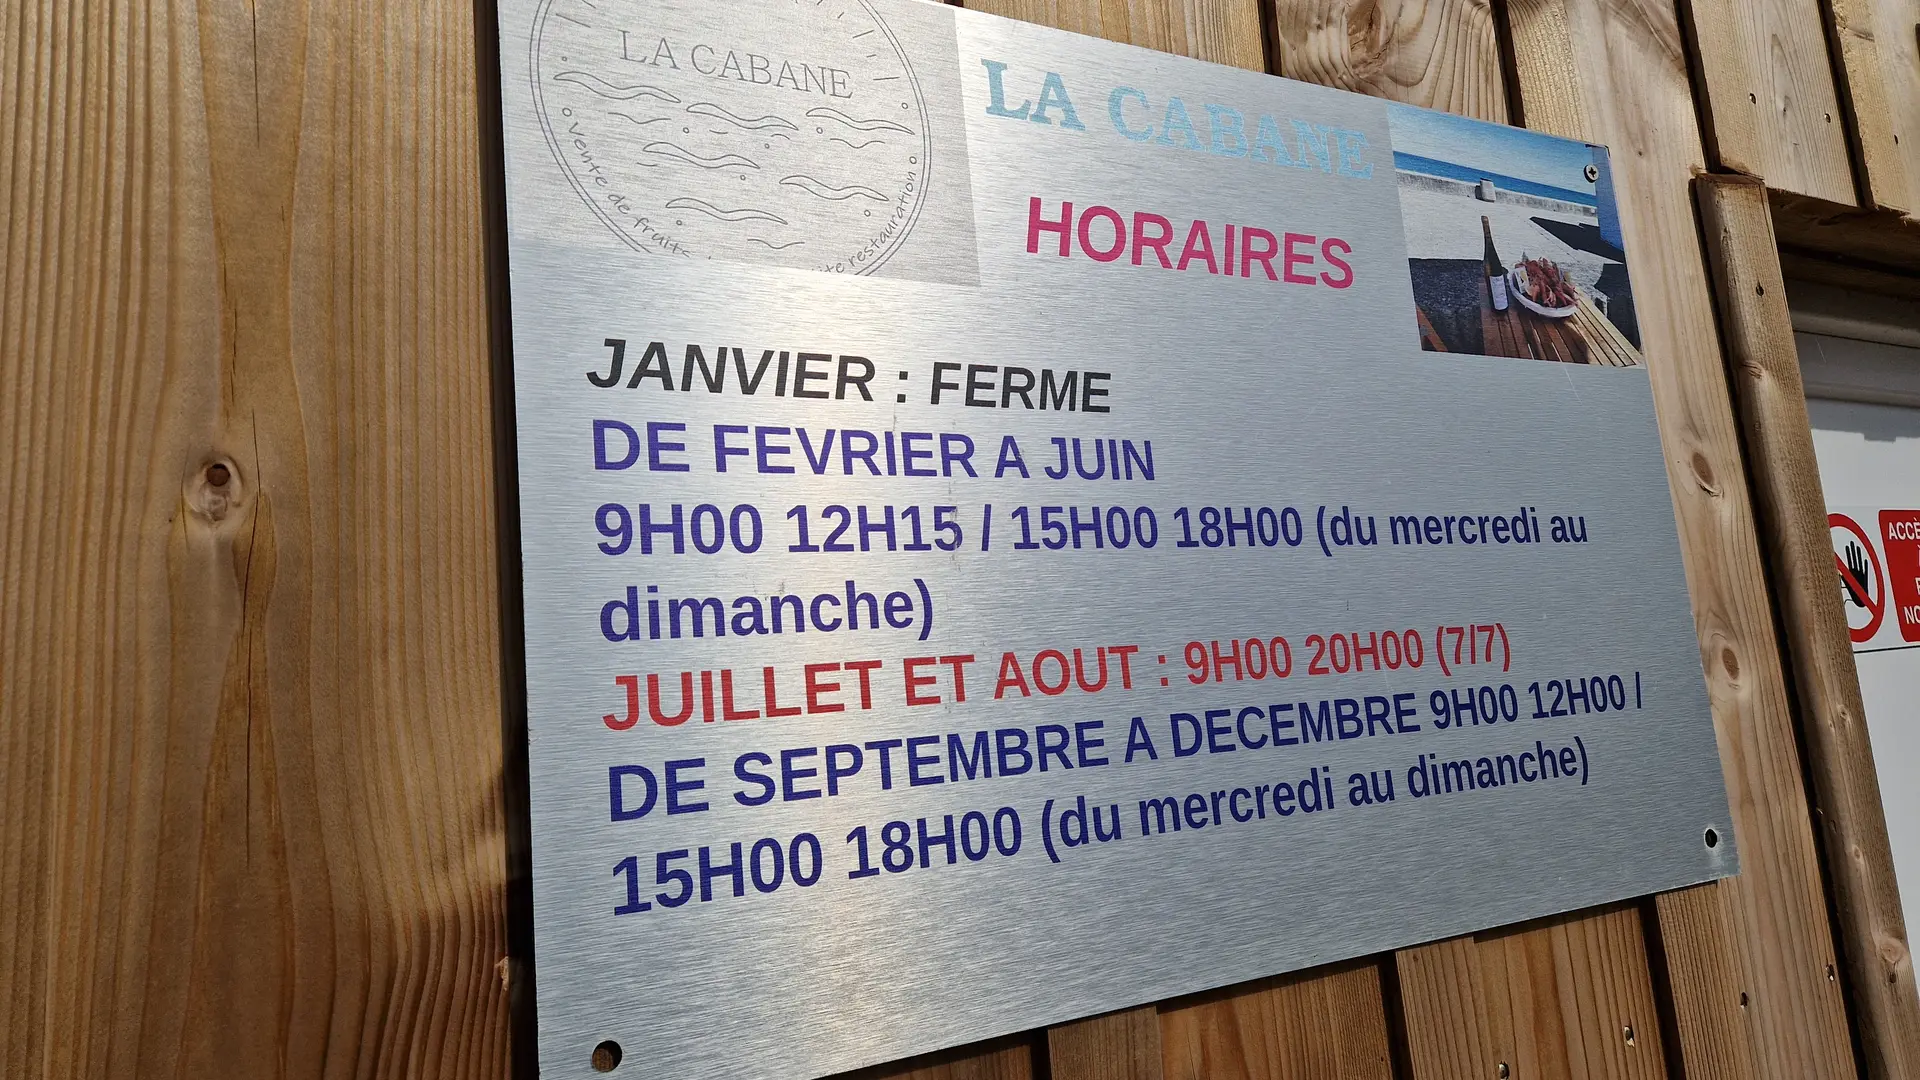 LA CABANE
vente de fruits
restauration
LA CABANE
HORAIRES
JANVIER : FERME
DE FEVRIER A JUIN
9H00 12H15 / 15H00 18H00 (du mercredi au
dimanche)
JUILLET ET AOUT : 9H00 20H00 (7/7)
DE SEPTEMBRE A DECEMBRE 9H00 12H00 /
15H00 18H00 (du mercredi au dimanche)